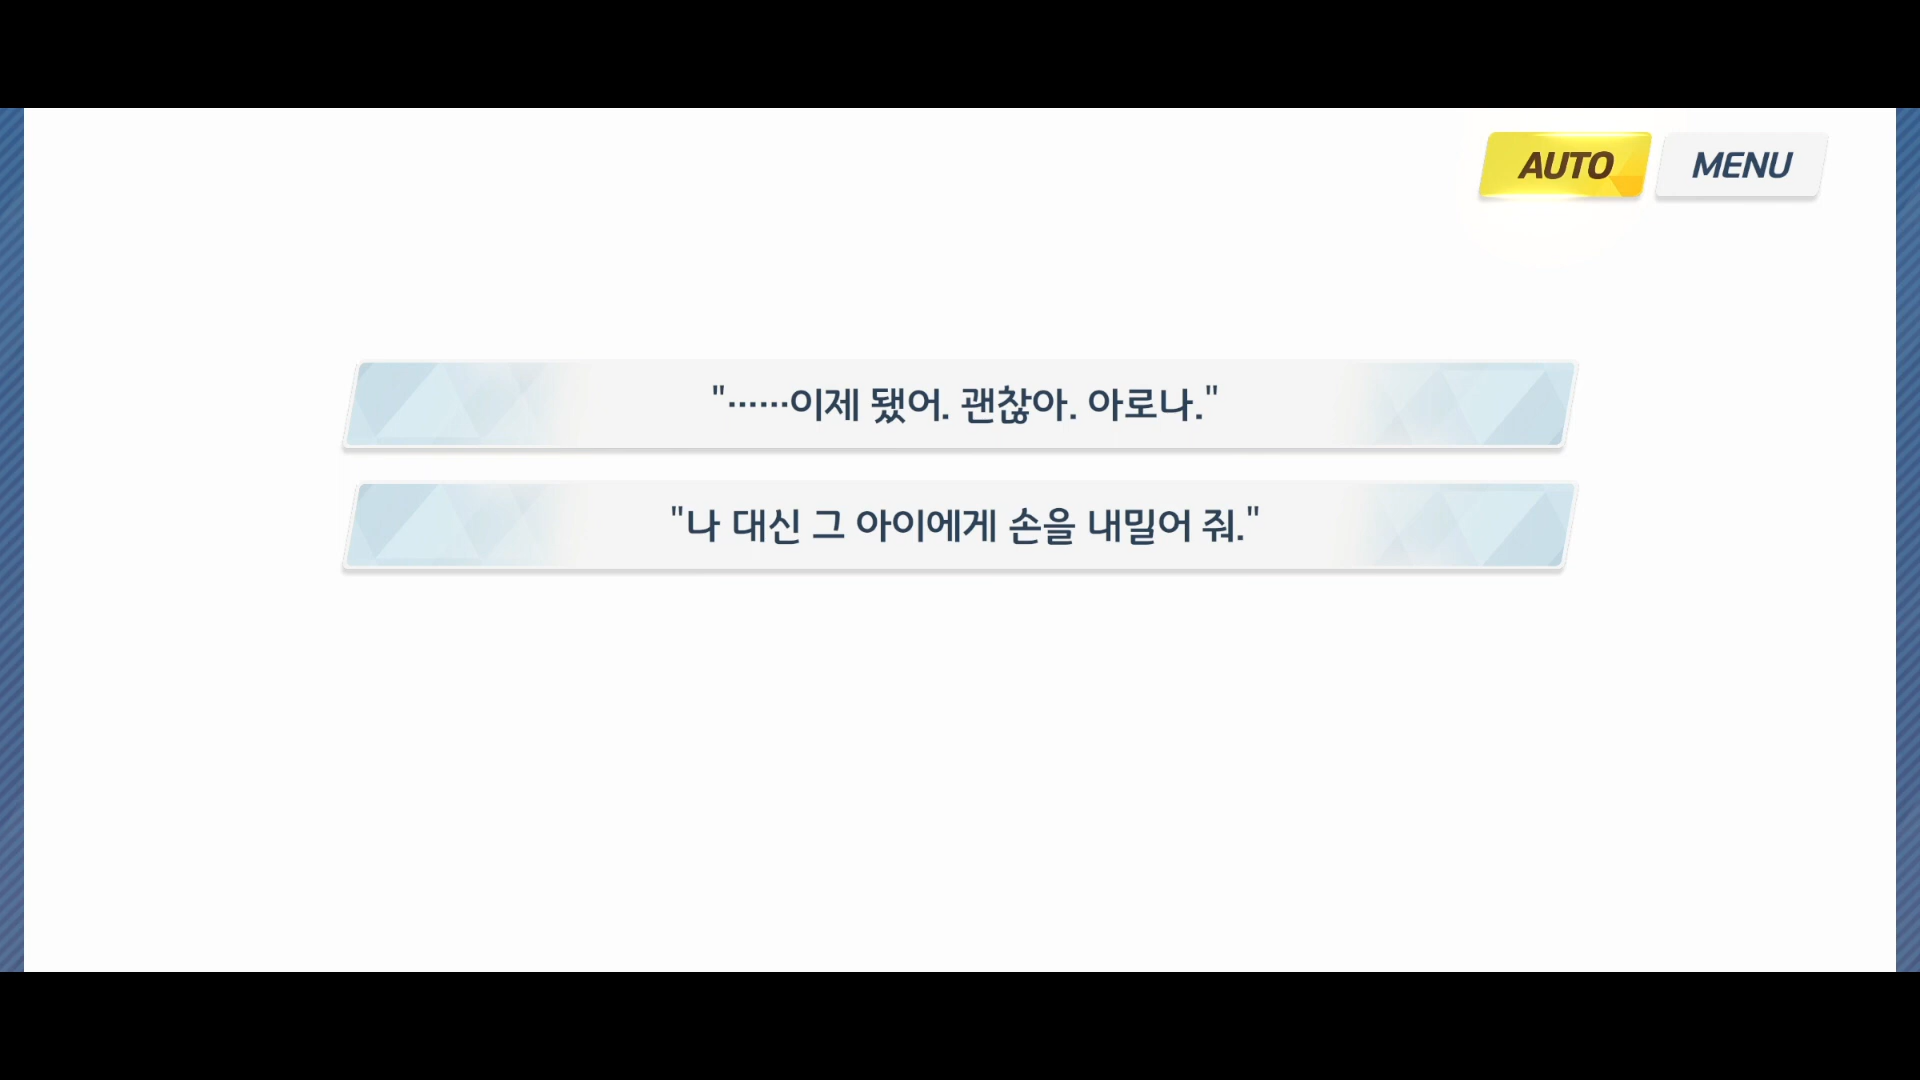 AUTO
MENU
"……이제 됐어. 괜찮아. 아로나."
"나 대신 그 아이에게 손을 내밀어 줘."